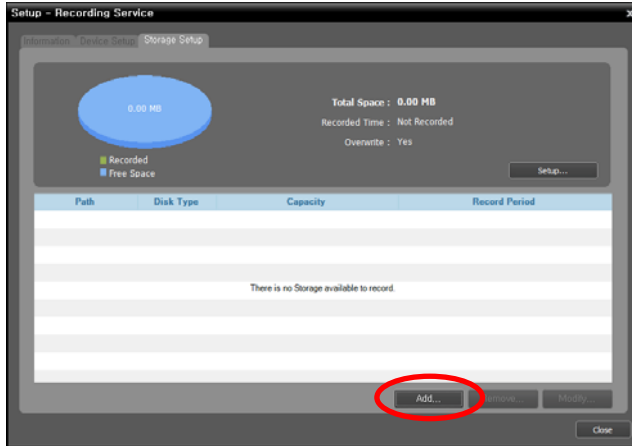 Setup - Recording Service x
Information Device Setup Storage Setup
0.00 MB
Total Space : 0.00 MB
Recorded Time : Not Recorded
Overwrite : Yes
Recorded
Free Space
Setup...
Path Disk Type Capacity Record Period
There is no Storage available to record.
Add... Remove... Modify...
Close